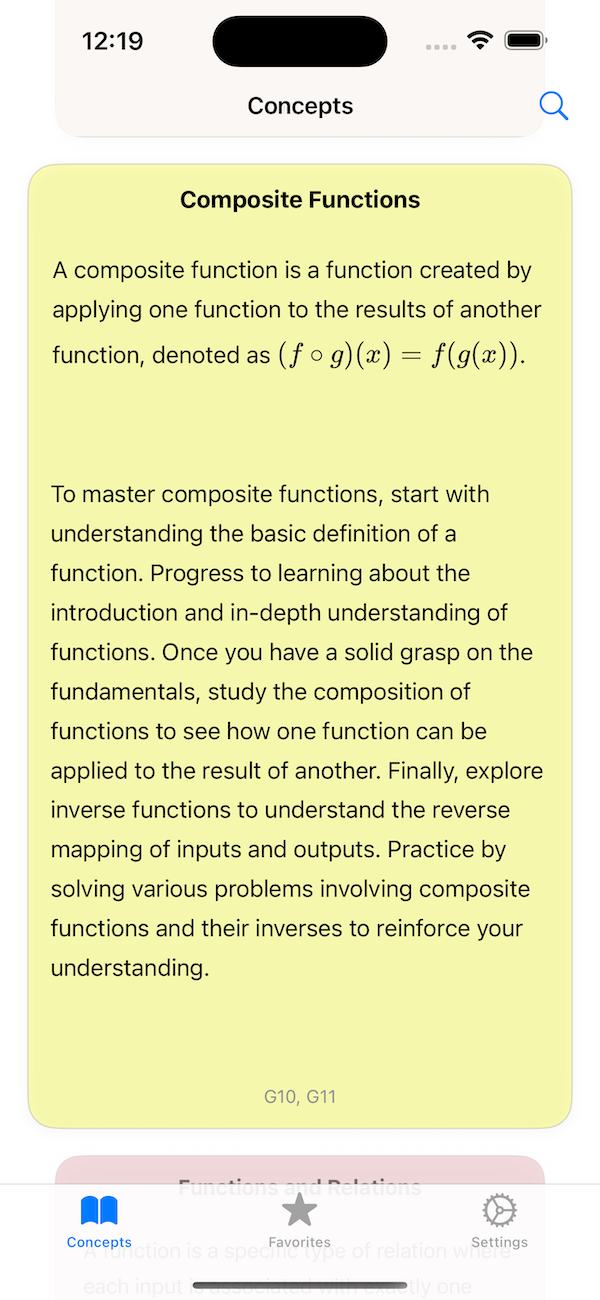 12:19
Concepts
Composite Functions
A composite function is a function created by
applying one function to the results of another
function, denoted as (f ∘ g)(x) = f(g(x)).
To master composite functions, start with
understanding the basic definition of a
function. Progress to learning about the
introduction and in-depth understanding of
functions. Once you have a solid grasp on the
fundamentals, study the composition of
functions to see how one function can be
applied to the result of another. Finally, explore
inverse functions to understand the reverse
mapping of inputs and outputs. Practice by
solving various problems involving composite
functions and their inverses to reinforce your
understanding.
G10, G11
Functions and Relations
Concepts
Favorites
Settings
A function is a specific type of relation where
each input is associated with exactly one